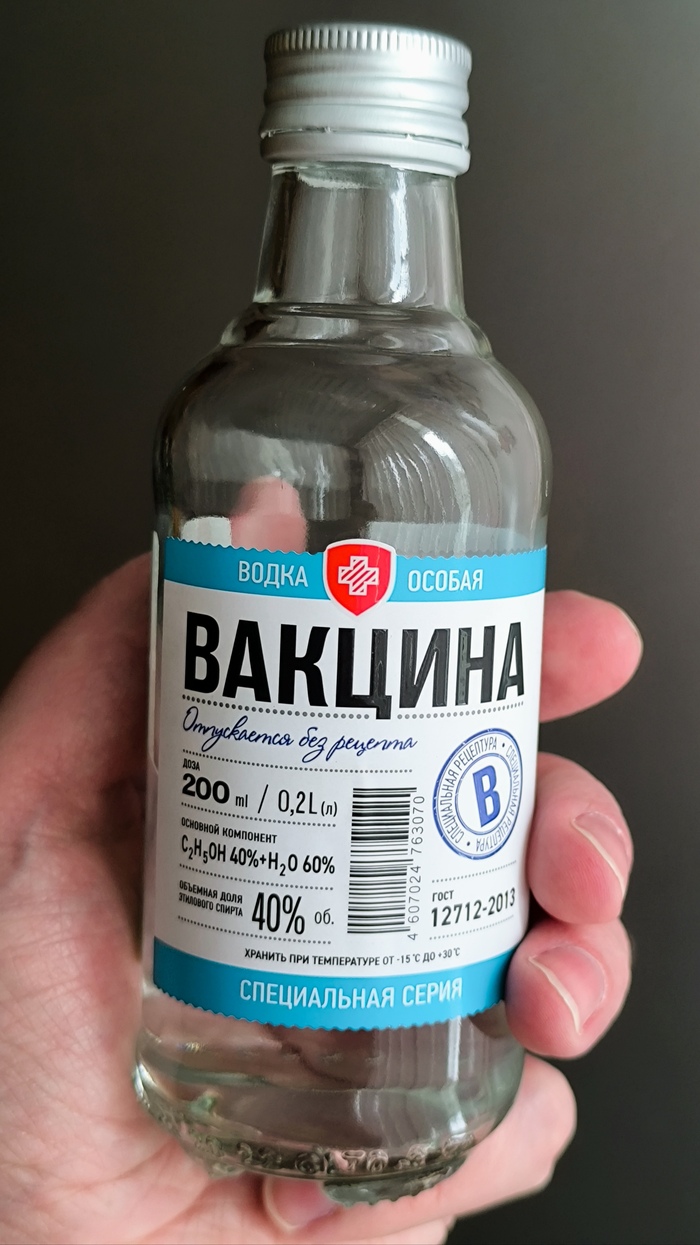 ВОДКА ОСОБАЯ
ВАКЦИНА
Отпускается без рецепта
ДОЗА
200 ml / 0,2L(л)
ОСНОВНОЙ КОМПОНЕНТ
C₂H₅OH 40%+H₂O 60%
ОБЪЕМНАЯ ДОЛЯ
ЭТИЛОВОГО СПИРТА
40% об.
4 607024 763070
СПЕЦИАЛЬНАЯ РЕЦЕПТУРА • СПЕЦИАЛЬНАЯ РЕЦЕПТУРА •
В
ГОСТ
12712-2013
ХРАНИТЬ ПРИ ТЕМПЕРАТУРЕ ОТ -15˚C ДО +30˚C
СПЕЦИАЛЬНАЯ СЕРИЯ